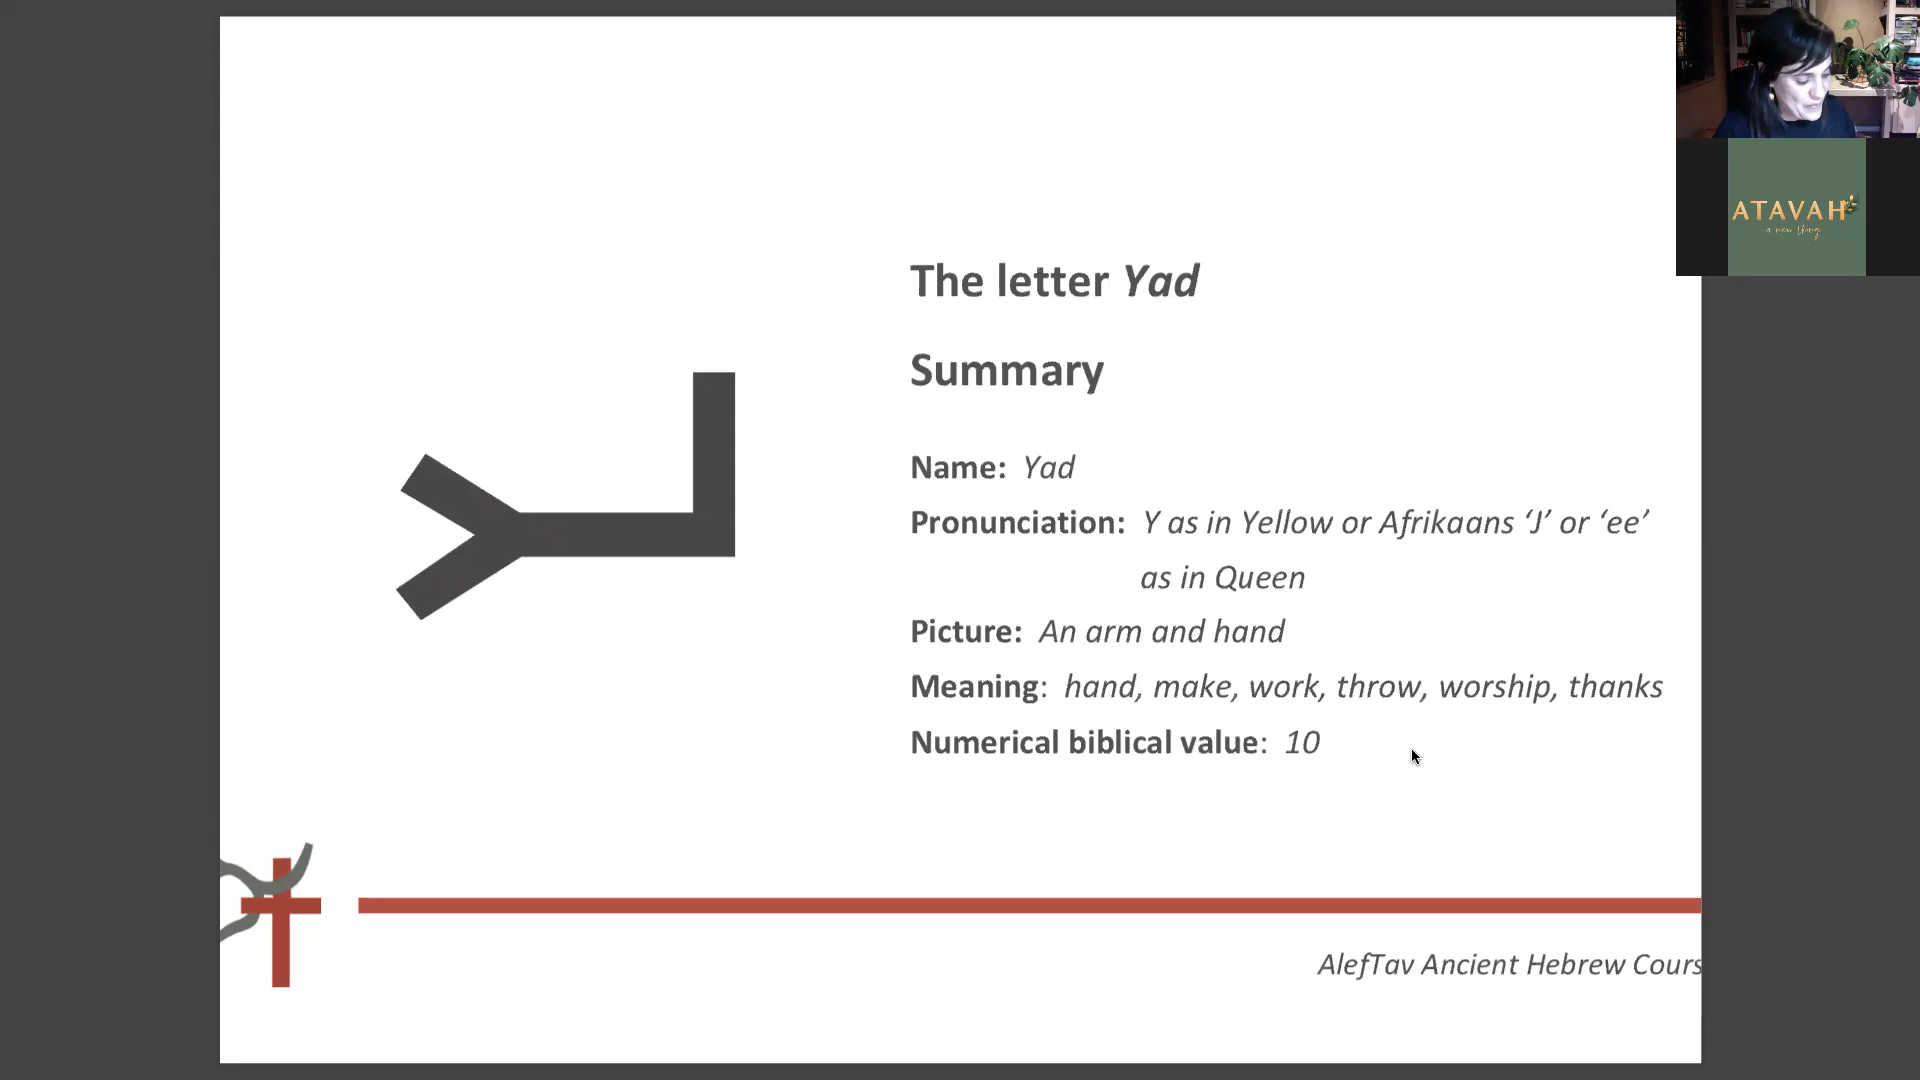 ATAVAH
a new thing
The letter Yad
Summary
Name: Yad
Pronunciation: Y as in Yellow or Afrikaans ‘J’ or ‘ee’
as in Queen
Picture: An arm and hand
Meaning: hand, make, work, throw, worship, thanks
Numerical biblical value: 10
AlefTav Ancient Hebrew Cours